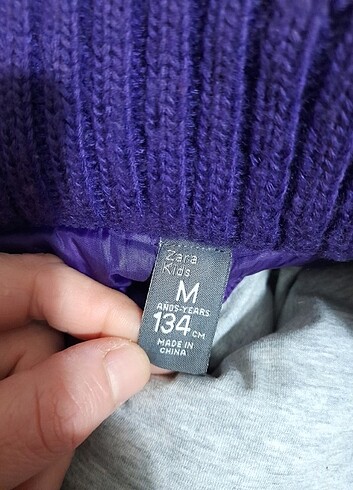 Zara
Kids
M
AÑOS-YEARS
134 CM
MADE IN
CHINA